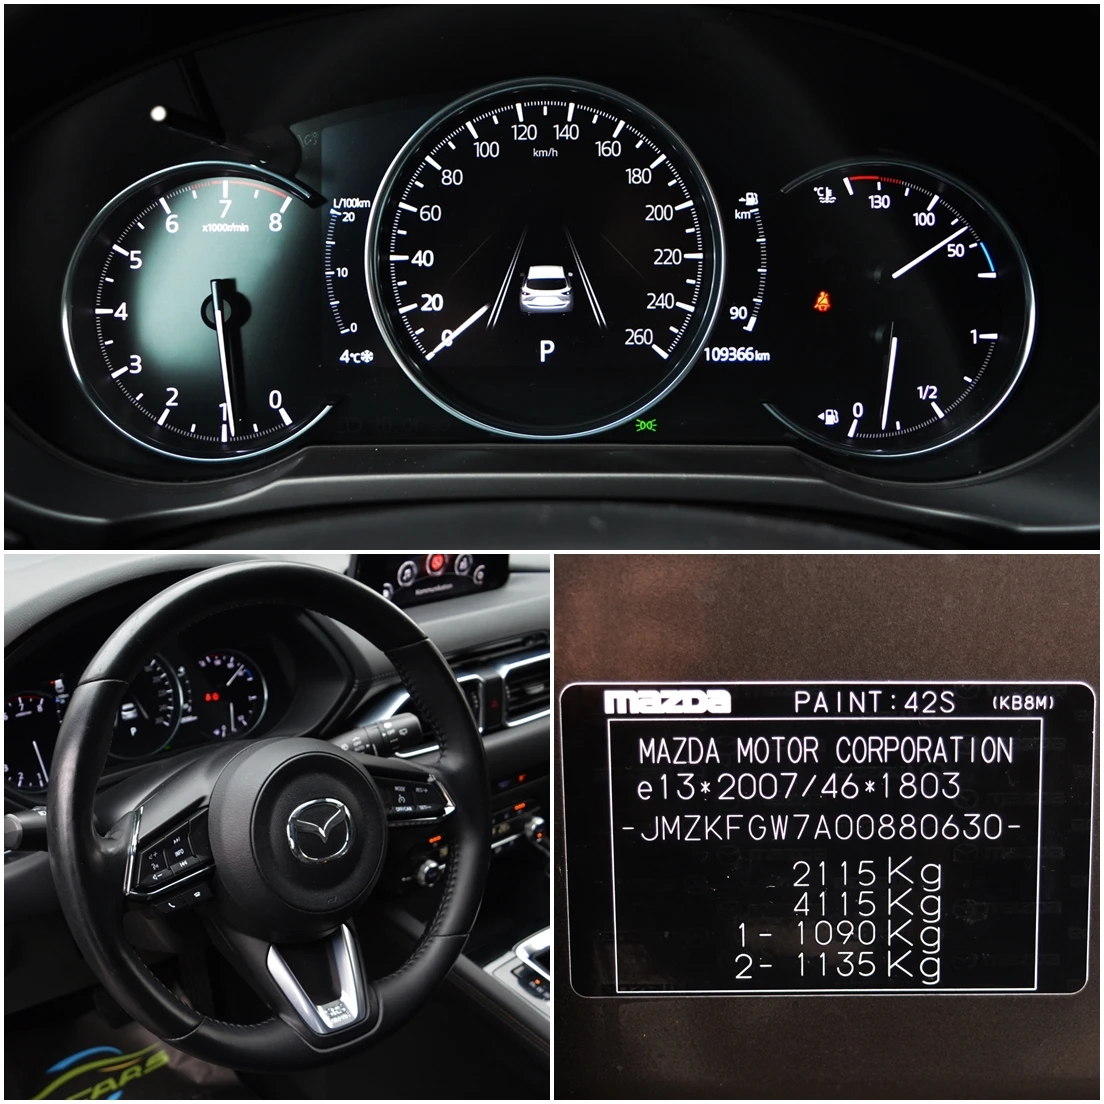 0 1 2 3 4 5 6 7 8
x1000r/min
L/100km
20
10
0
4℃
0 20 40 60 80 100 120 140 160 180 200 220 240 260
km/h
P
km
90
109366km
℃
130 100 50
0 1/2 1
Kommunikation
MODE
INFO
mazda PAINT:42S (KB8M)
MAZDA MOTOR CORPORATION
e13*2007/46*1803
-JMZKFGW7A00880630-
2115Kg
4115Kg
1- 1090Kg
2- 1135Kg